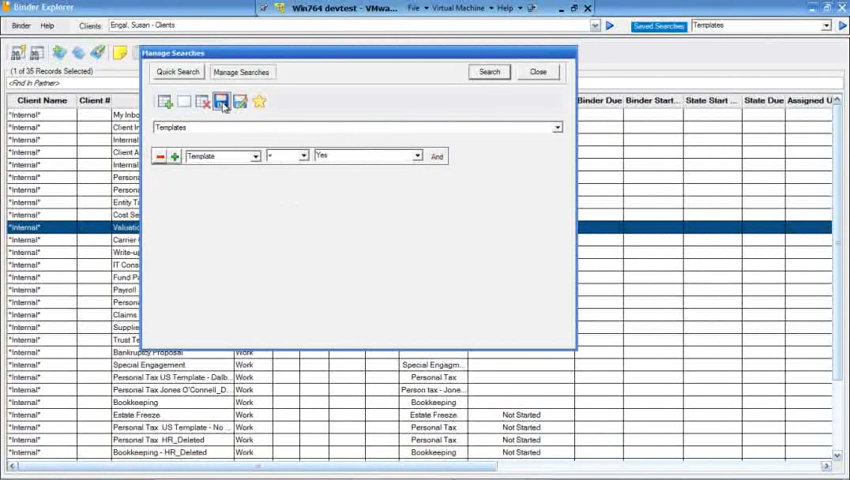 Binder Explorer
Win764 devtest - VMwa...
File
Virtual Machine
Help
Binder Help Clients: Engal, Susan - Clients
Saved Searches Templates
(1 of 35 Records Selected)
<Find In Partner>
Manage Searches
Quick Search Manage Searches Search Close
Templates
Template = Yes And
Client Name Client # Binder Due Binder Start... State Start ... State Due Assigned U
*Internal* My Inbo
*Internal* Client In
*Internal* Internal
*Internal* Client A
*Internal* Internal
*Internal* Persona
*Internal* Persona
*Internal* Entity T
*Internal* Cost Se
*Internal* Valuatio
*Internal* Carrier
*Internal* Write-up
*Internal* IT Cons
*Internal* Fund Pa
*Internal* Payroll
*Internal* Persona
*Internal* Claims
*Internal* Supplie
*Internal* Trust Te
*Internal* Bankruptcy Proposal Work
*Internal* Special Engagement Work Special Engagm...
*Internal* Personal Tax US Template - Dalb... Work Personal Tax
*Internal* Personal Tax Jones O'Connell_D... Work Person tax - Jone...
*Internal* Bookkeeping Work Bookkeeping
*Internal* Estate Freeze Work Estate Freeze Not Started
*Internal* Personal Tax US Template - No ... Work Personal Tax Not Started
*Internal* Personal Tax HR_Deleted Work Personal Tax Not Started
*Internal* Bookkeeping - HR_Deleted Work Bookkeeping Not Started